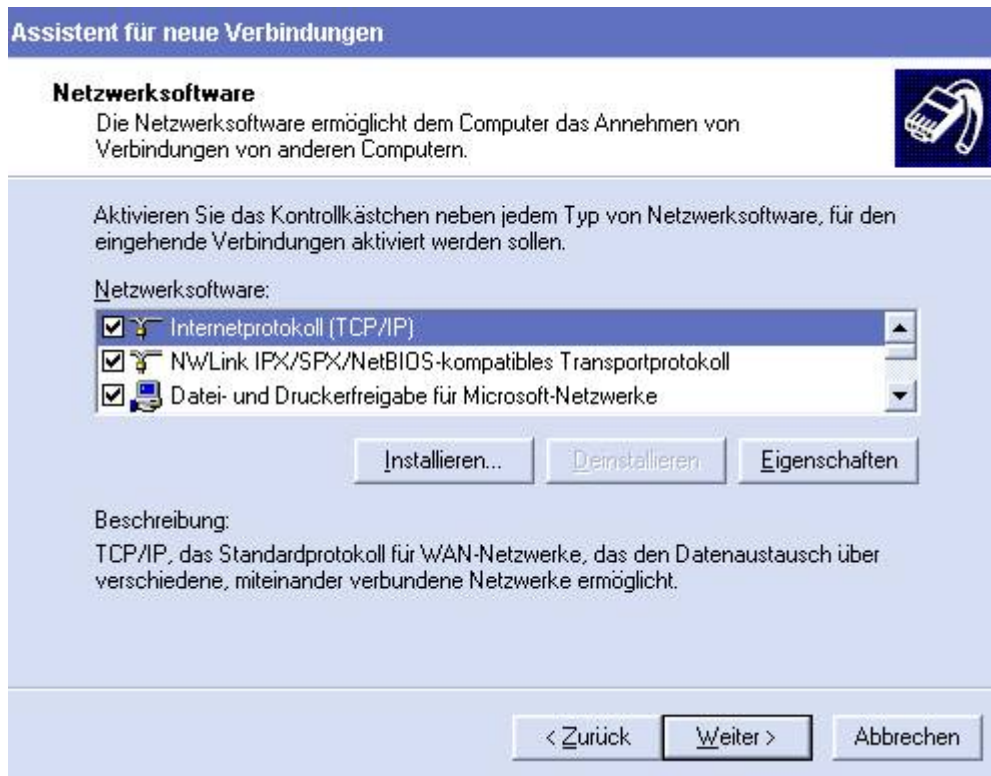 Assistent für neue Verbindungen
Netzwerksoftware
Die Netzwerksoftware ermöglicht dem Computer das Annehmen von
Verbindungen von anderen Computern.
Aktivieren Sie das Kontrollkästchen neben jedem Typ von Netzwerksoftware, für den
eingehende Verbindungen aktiviert werden sollen.
Netzwerksoftware:
Internetprotokoll (TCP/IP)
NWLink IPX/SPX/NetBIOS-kompatibles Transportprotokoll
Datei- und Druckerfreigabe für Microsoft-Netzwerke
Installieren... Deinstallieren Eigenschaften
Beschreibung:
TCP/IP, das Standardprotokoll für WAN-Netzwerke, das den Datenaustausch über
verschiedene, miteinander verbundene Netzwerke ermöglicht.
< Zurück Weiter > Abbrechen